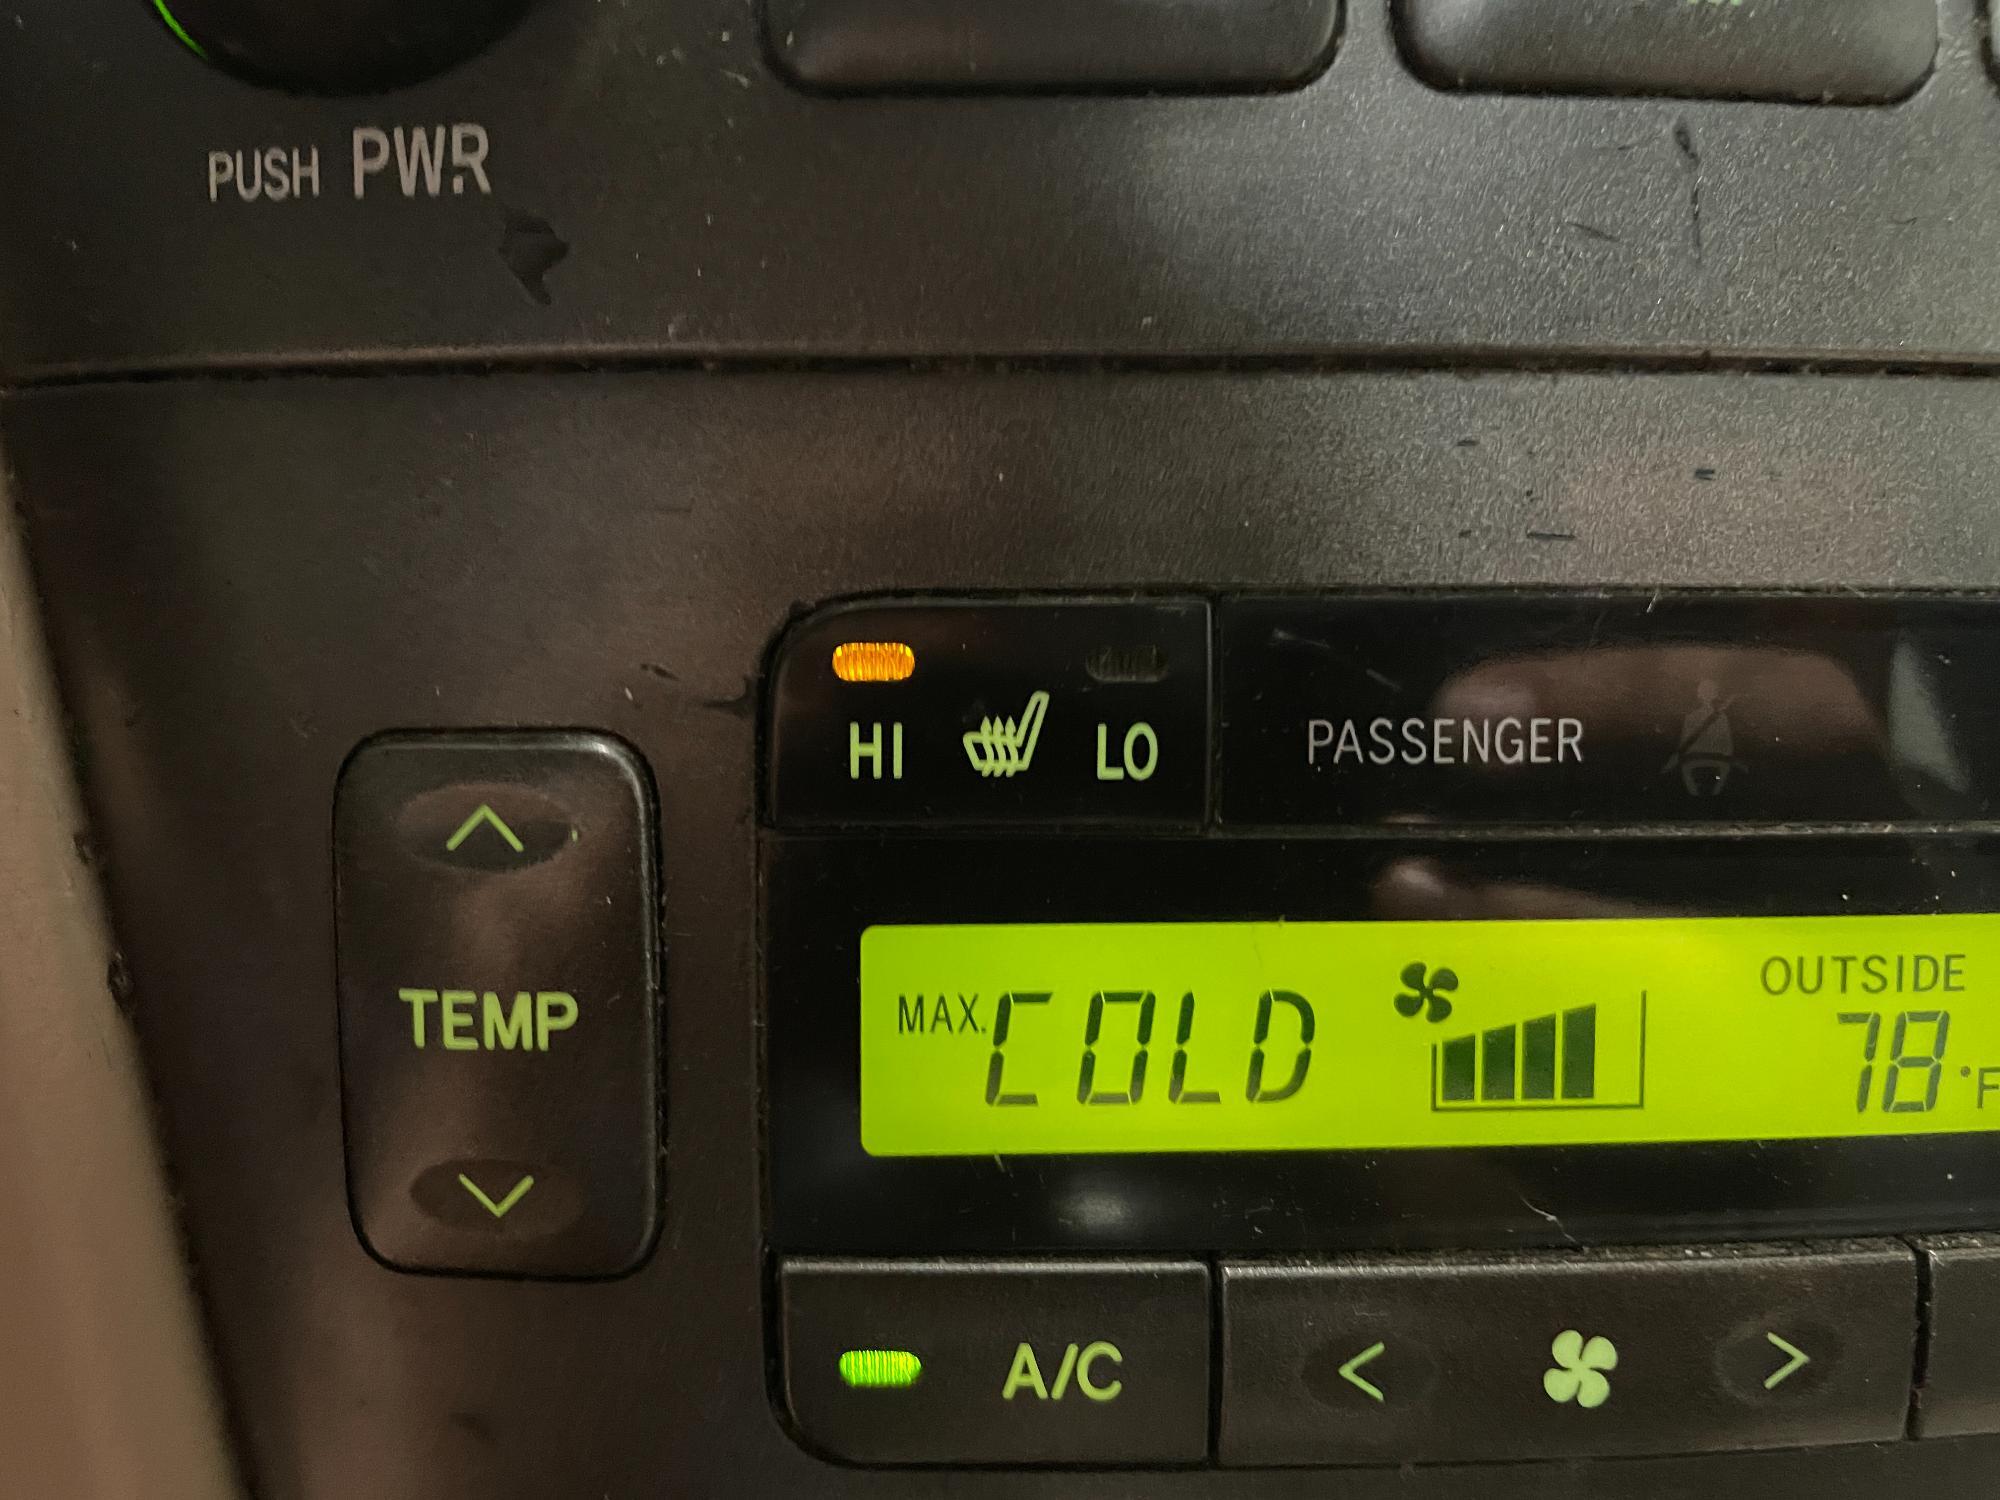 PUSH PWR
HI LO
PASSENGER
TEMP
MAX. COLD
OUTSIDE
78°F
A/C